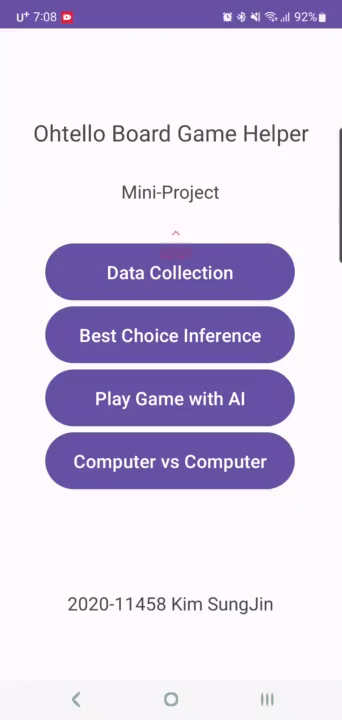 U+ 7:08 92%
Ohtello Board Game Helper
Mini-Project
Data Collection
Best Choice Inference
Play Game with AI
Computer vs Computer
2020-11458 Kim SungJin